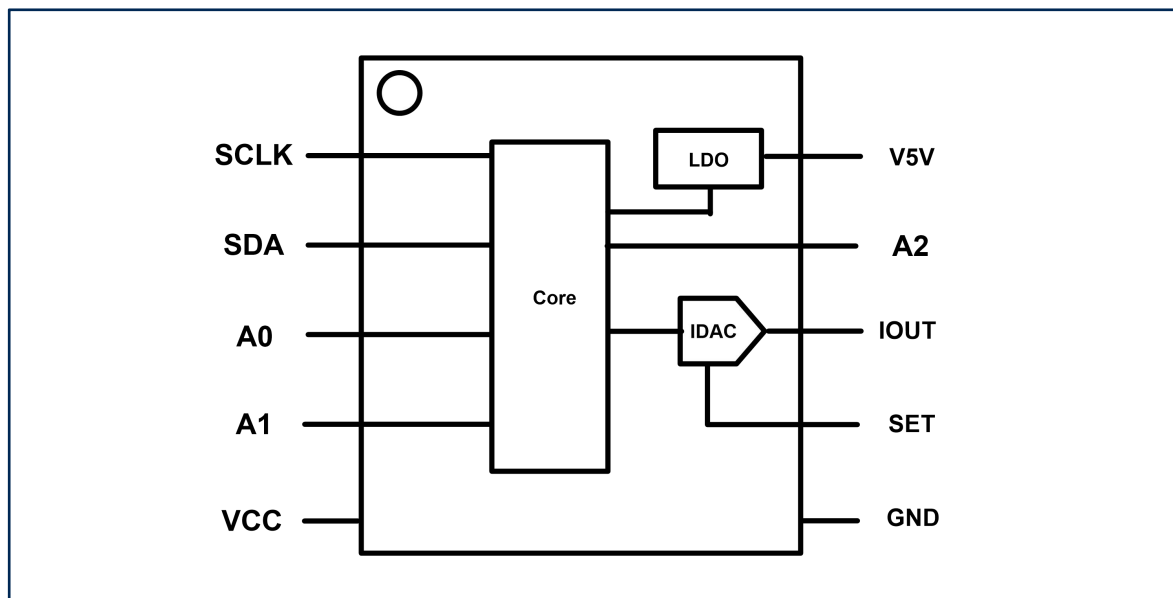 SCLK
SDA
A0
A1
VCC
Core
LDO
IDAC
V5V
A2
IOUT
SET
GND